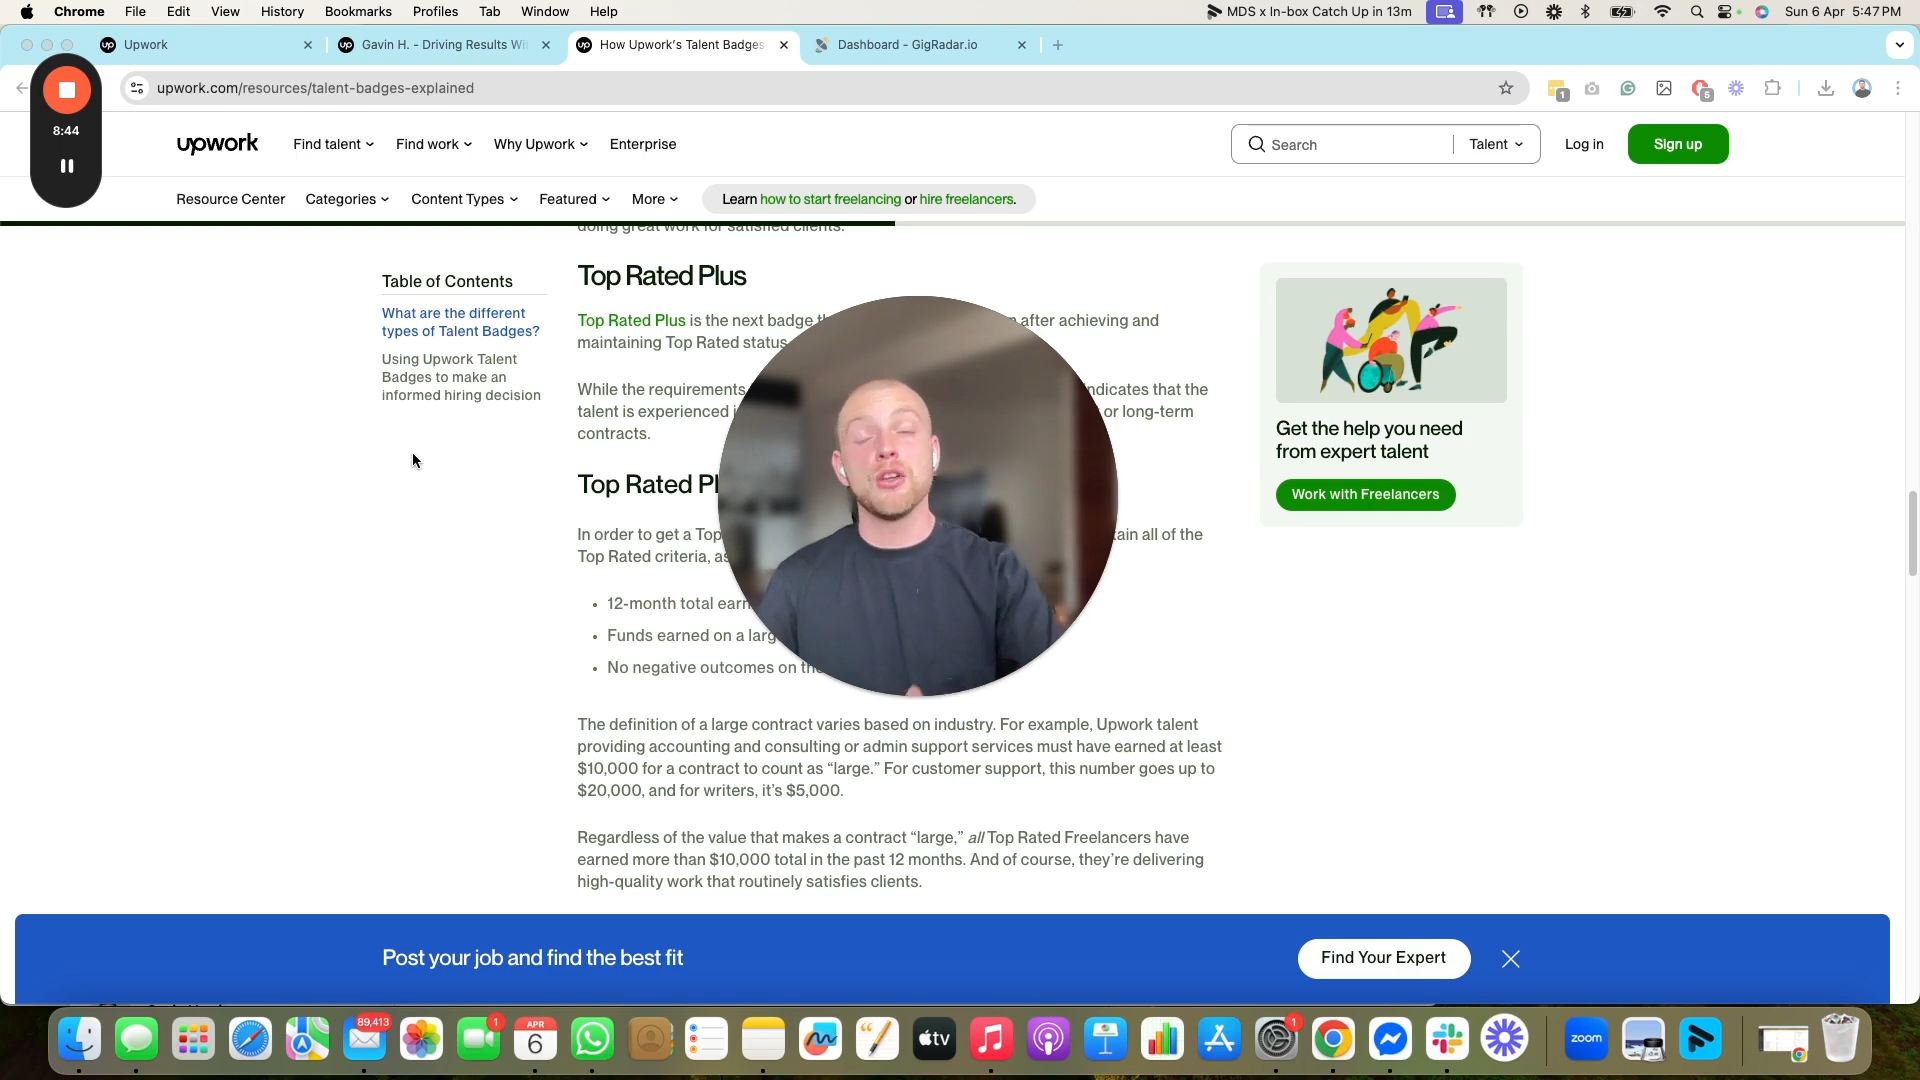 Chrome File Edit View History Bookmarks Profiles Tab Window Help MDS x In-box Catch Up in 13m Sun 6 Apr 5:47 PM
Upwork Gavin H. - Driving Results Wi How Upwork's Talent Badges Dashboard - GigRadar.io
upwork.com/resources/talent-badges-explained 1 5
8:44
upwork Find talent Find work Why Upwork Enterprise Search Talent Log in Sign up
Resource Center Categories Content Types Featured More Learn how to start freelancing or hire freelancers.
doing great work for satisfied clients.
Table of Contents
What are the different
types of Talent Badges?
Using Upwork Talent
Badges to make an
informed hiring decision
Top Rated Plus
Top Rated Plus is the next badge after achieving and
maintaining Top Rated status
While the requirements indicates that the
talent is experienced or long-term
contracts.
Top Rated Pl
In order to get a Top all of the
Top Rated criteria, as
• 12-month total earn
• Funds earned on a larg
• No negative outcomes on the
The definition of a large contract varies based on industry. For example, Upwork talent
providing accounting and consulting or admin support services must have earned at least
$10,000 for a contract to count as “large.” For customer support, this number goes up to
$20,000, and for writers, it’s $5,000.
Regardless of the value that makes a contract “large,” all Top Rated Freelancers have
earned more than $10,000 total in the past 12 months. And of course, they’re delivering
high-quality work that routinely satisfies clients.
Get the help you need
from expert talent
Work with Freelancers
Post your job and find the best fit Find Your Expert
89,413 1 APR 6 tv 1 zoom